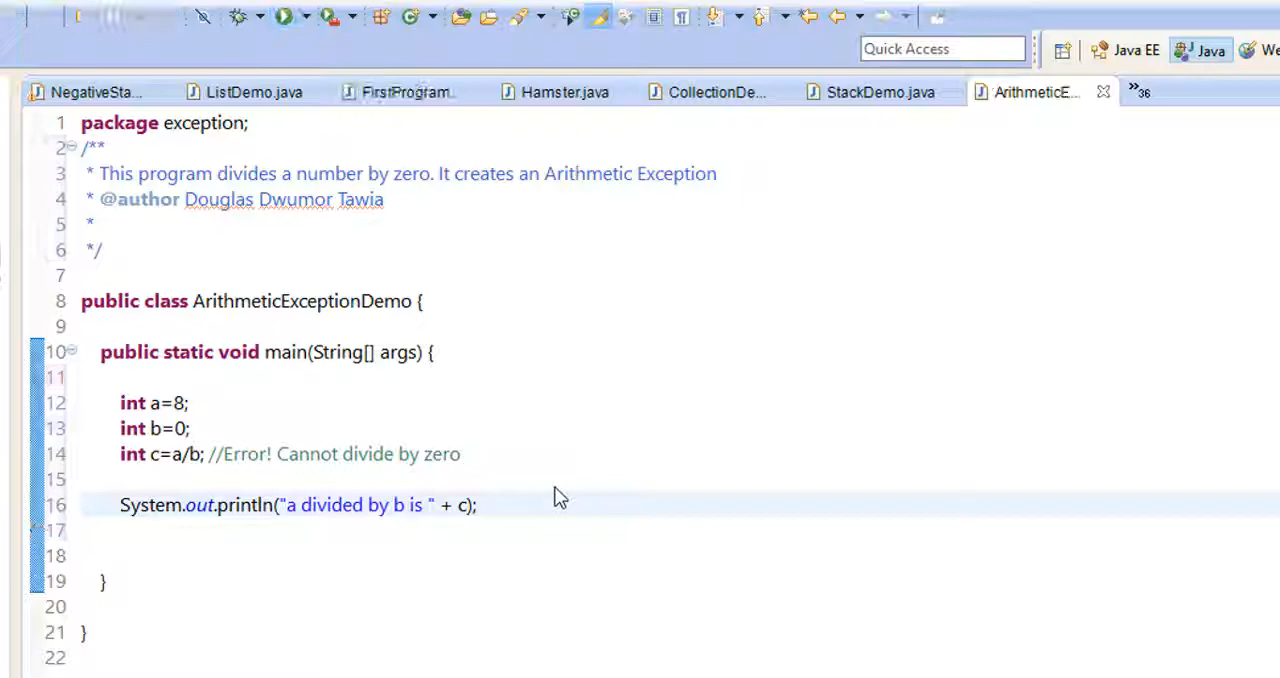 Quick Access
Java EE
Java
We
NegativeSta...
ListDemo.java
FirstProgram
Hamster.java
CollectionDe...
StackDemo.java
ArithmeticE...
»36
1 package exception;
2 /**
3 * This program divides a number by zero. It creates an Arithmetic Exception
4 * @author Douglas Dwumor Tawia
5 *
6 */
7
8 public class ArithmeticExceptionDemo {
9
10 public static void main(String[] args) {
11
12 int a=8;
13 int b=0;
14 int c=a/b; //Error! Cannot divide by zero
15
16 System.out.println("a divided by b is " + c);
17
18
19 }
20
21 }
22